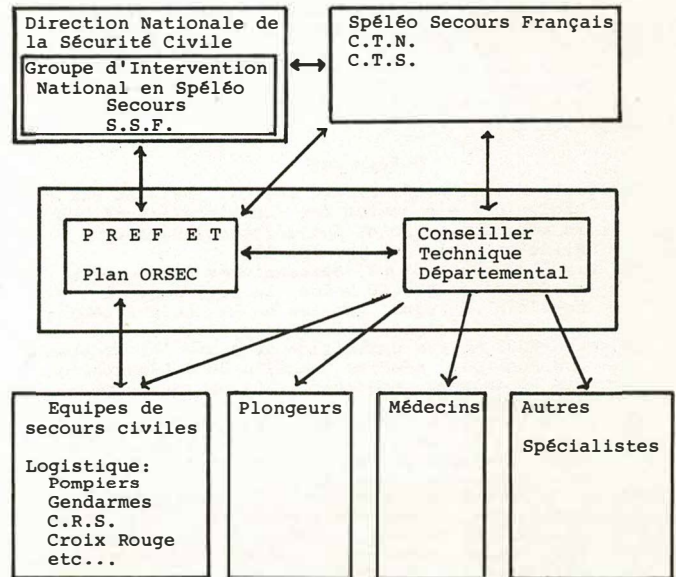 Direction Nationale de
la Sécurité Civile
Groupe d'Intervention
National en Spéléo
Secours
S.S.F.
Spéléo Secours Français
C.T.N.
C.T.S.
P R E F E T
Plan ORSEC
Conseiller
Technique
Départemental
Equipes de
secours civiles
Logistique:
Pompiers
Gendarmes
C.R.S.
Croix Rouge
etc...
Plongeurs
Médecins
Autres
Spécialistes